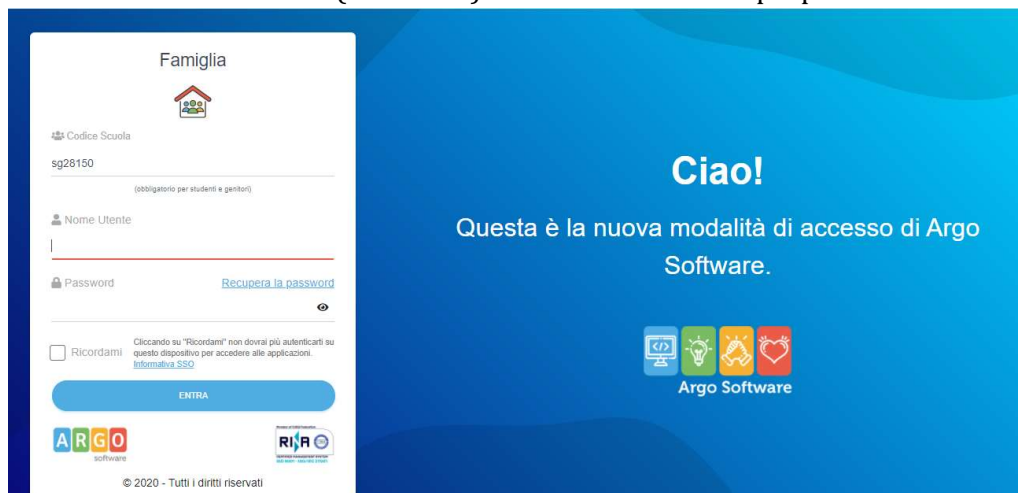 Famiglia
Codice Scuola
sg28150
(obbligatorio per studenti e genitori)
Nome Utente
Password Recupera la password
Ricordami
Cliccando su "Ricordami" non dovrai più autenticarti su
questo dispositivo per accedere alle applicazioni.
Informativa SSO
ENTRA
ARGO
software
RINA
© 2020 - Tutti i diritti riservati
Ciao!
Questa è la nuova modalità di accesso di Argo
Software.
Argo Software